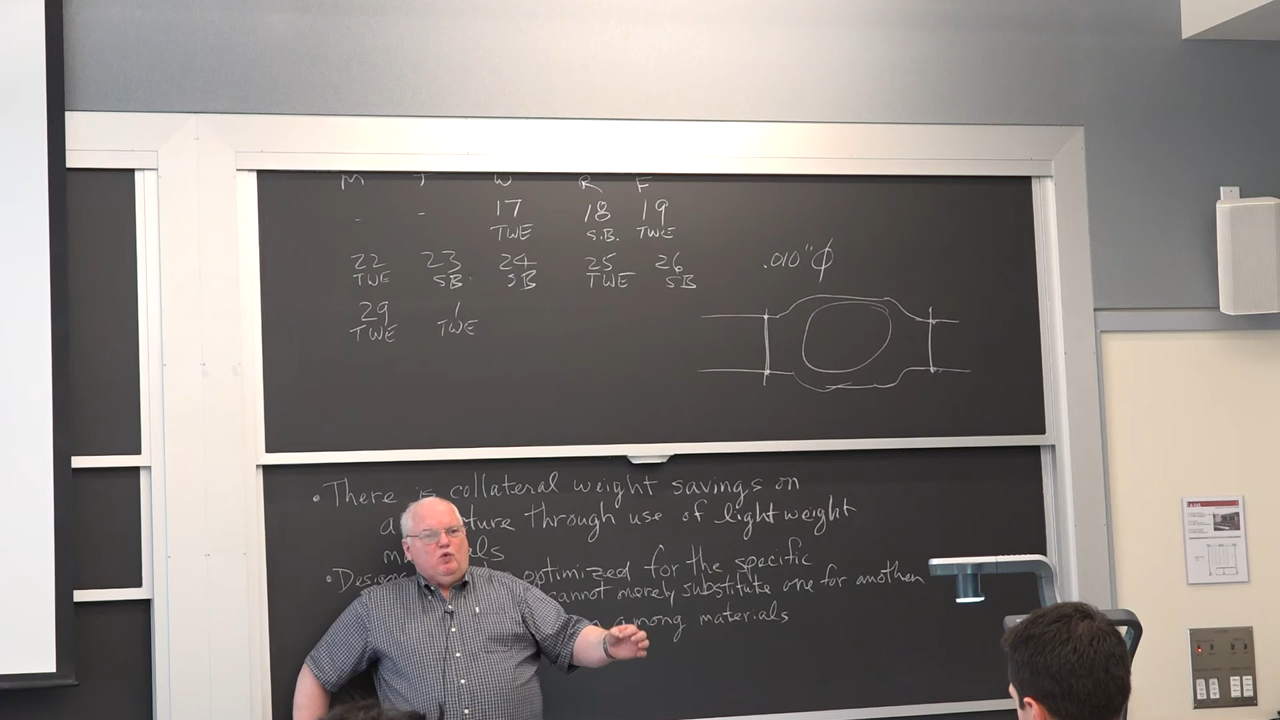 M T W R F
- - 17 18 19
TWE S.B. TWE
22 23 24 25 26
TWE SB SB TWE SB
29 1
TWE TWE
.010" ϕ
• There is collateral weight savings on
a through use of lightweight
• optimized for the specific
cannot merely substitute one for another
among materials